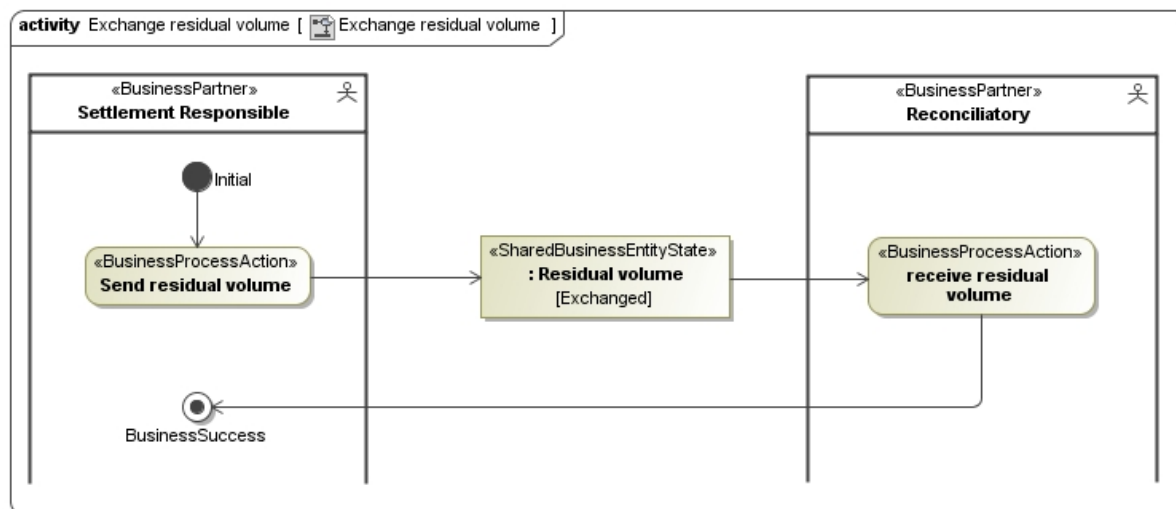 activity Exchange residual volume [ Exchange residual volume ]
«BusinessPartner»
Settlement Responsible
«BusinessPartner»
Reconciliatory
Initial
«BusinessProcessAction»
Send residual volume
«SharedBusinessEntityState»
: Residual volume
[Exchanged]
«BusinessProcessAction»
receive residual
volume
BusinessSuccess